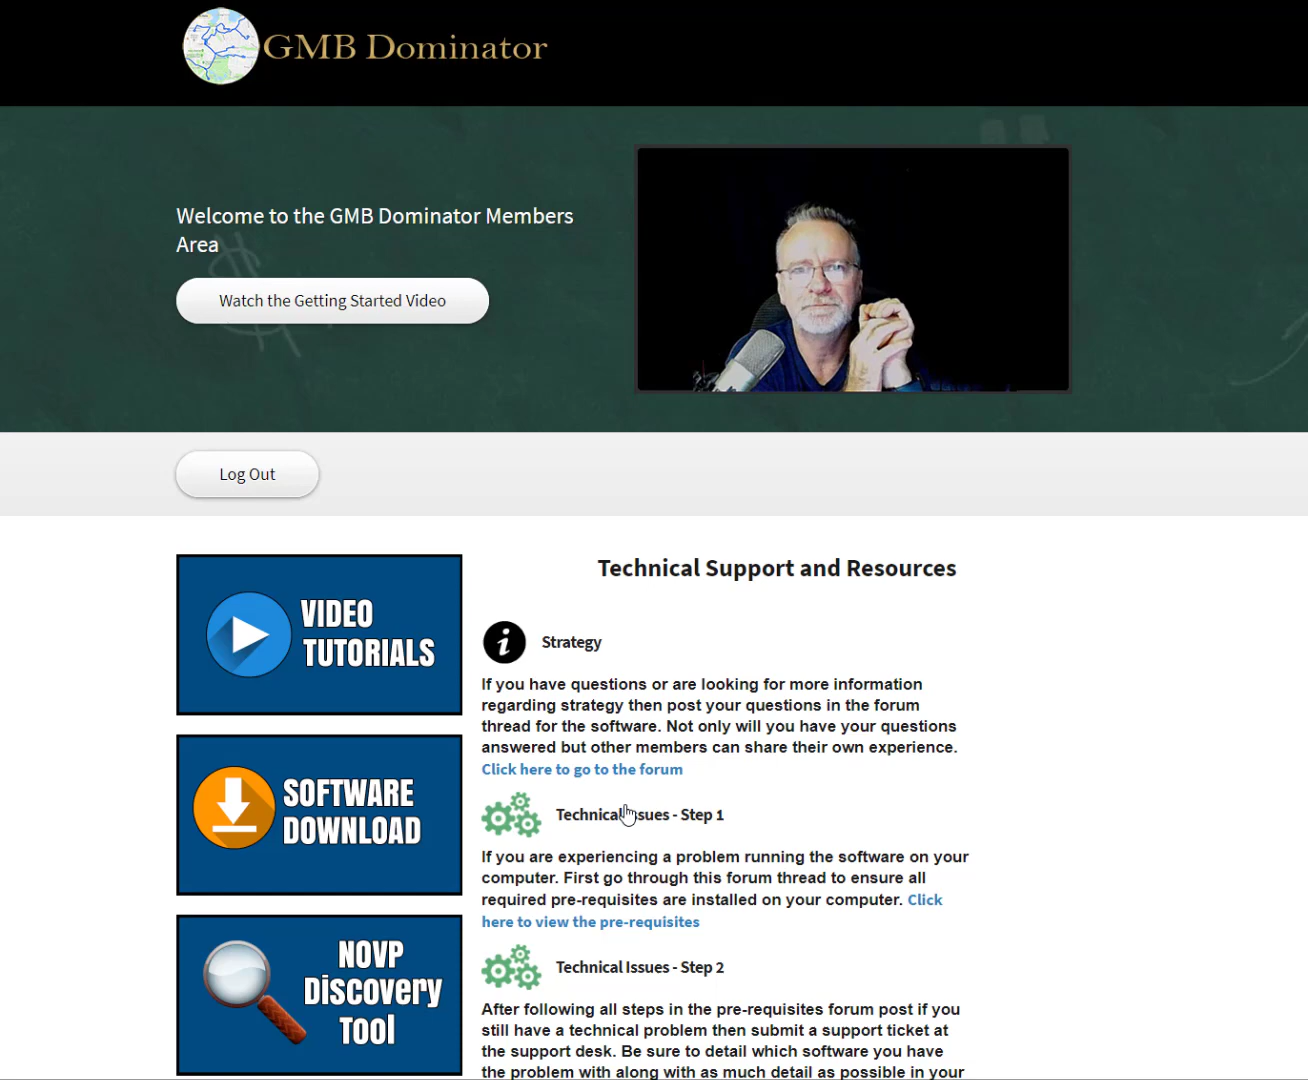 GMB Dominator
Welcome to the GMB Dominator Members
Area
Watch the Getting Started Video
Log Out
VIDEO
TUTORIALS
SOFTWARE
DOWNLOAD
NOVP
Discovery
Tool
Technical Support and Resources
Strategy
If you have questions or are looking for more information
regarding strategy then post your questions in the forum
thread for the software. Not only will you have your questions
answered but other members can share their own experience.
Click here to go to the forum
Technical Issues - Step 1
If you are experiencing a problem running the software on your
computer. First go through this forum thread to ensure all
required pre-requisites are installed on your computer. Click
here to view the pre-requisites
Technical Issues - Step 2
After following all steps in the pre-requisites forum post if you
still have a technical problem then submit a support ticket at
the support desk. Be sure to detail which software you have
the problem with along with as much detail as possible in your